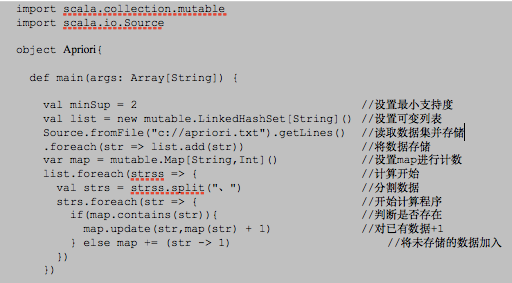 import scala.collection.mutable
import scala.io.Source
object Apriori{
def main(args: Array[String]) {
val minSup = 2 //设置最小支持度
val list = new mutable.LinkedHashSet[String]() //设置可变列表
Source.fromFile("c://apriori.txt").getLines() //读取数据集并存储
.foreach(str => list.add(str)) //将数据存储
var map = mutable.Map[String,Int]() //设置map进行计数
list.foreach(strss => { //计算开始
val strs = strss.split("、") //分割数据
strs.foreach(str => { //开始计算程序
if(map.contains(str)){ //判断是否存在
map.update(str,map(str) + 1) //对已有数据+1
} else map += (str -> 1) //将未存储的数据加入
})
})